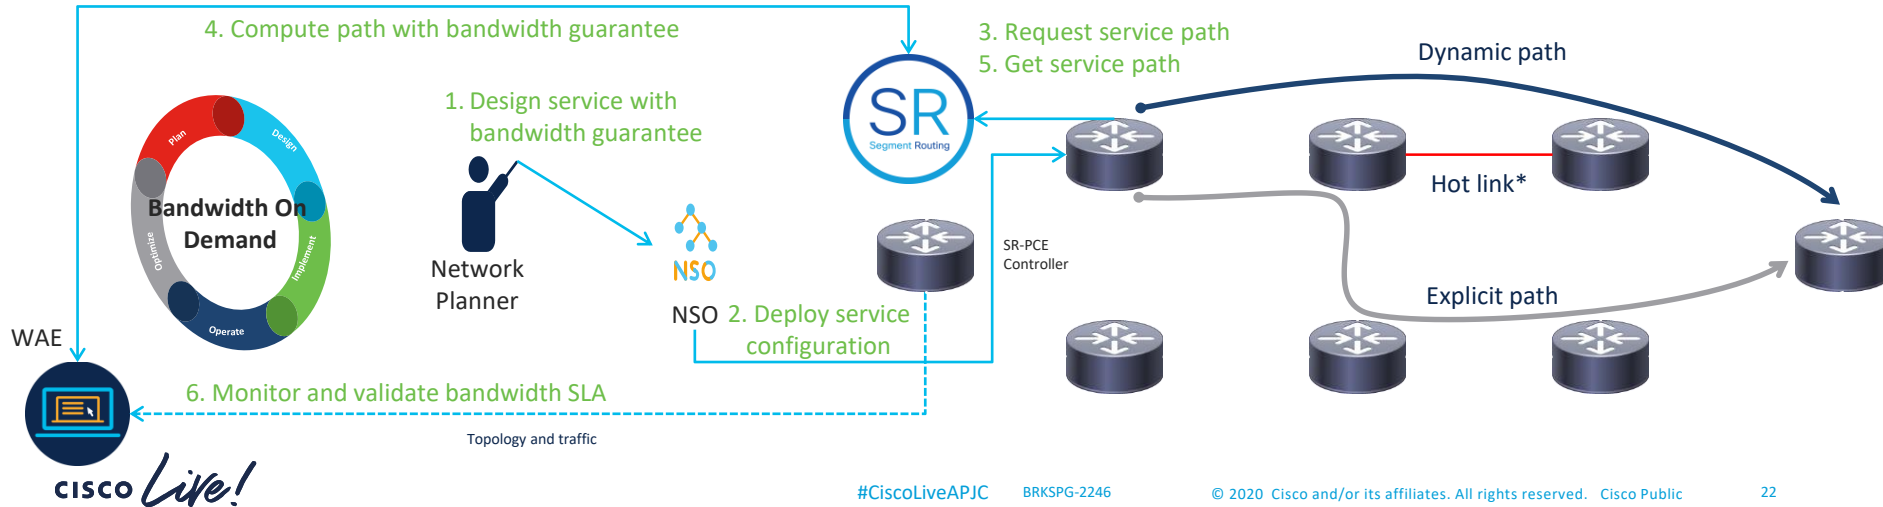 4. Compute path with bandwidth guarantee
3. Request service path
5. Get service path
Dynamic path
1. Design service with
bandwidth guarantee
SR
Segment Routing
Plan
Design
Implement
Operate
Optimize
Bandwidth On
Demand
Hot link*
Network
Planner
NSO
NSO
SR-PCE
Controller
Explicit path
2. Deploy service
configuration
WAE
6. Monitor and validate bandwidth SLA
Topology and traffic
CISCO Live!
#CiscoLiveAPJC
BRKSPG-2246
© 2020 Cisco and/or its affiliates. All rights reserved. Cisco Public
22